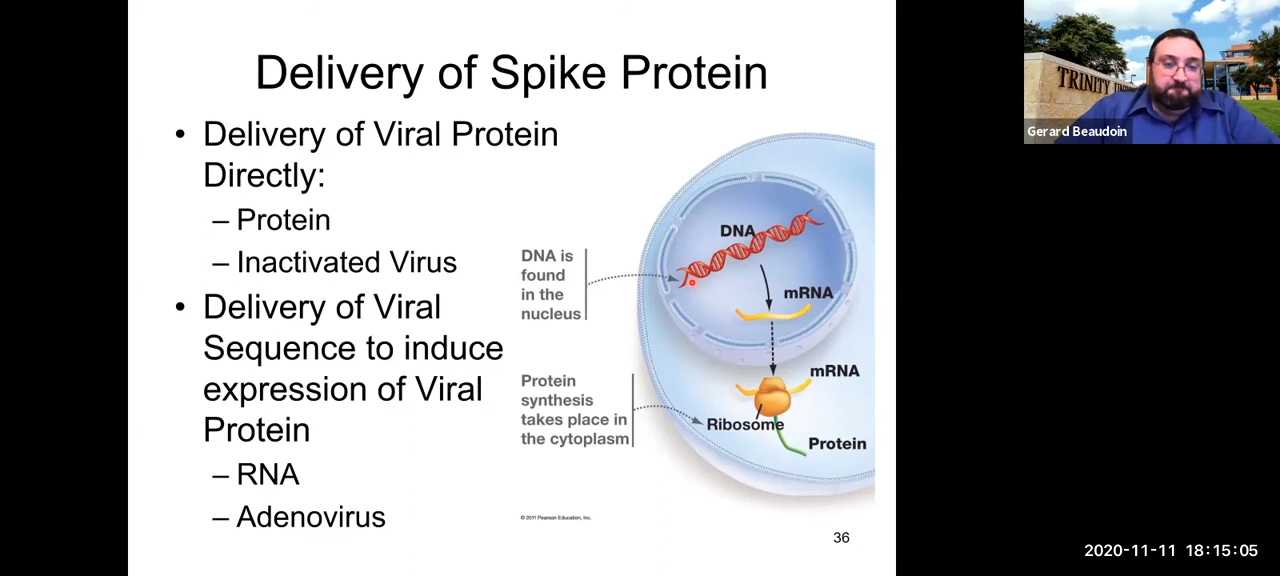 Delivery of Spike Protein
• Delivery of Viral Protein
Directly:
– Protein
– Inactivated Virus
• Delivery of Viral
Sequence to induce
expression of Viral
Protein
– RNA
– Adenovirus
DNA is
found
in the
nucleus
DNA
mRNA
Protein
synthesis
takes place in
the cytoplasm
mRNA
Ribosome
Protein
© 2011 Pearson Education, Inc.
36
TRINITY
Gerard Beaudoin
2020-11-11 18:15:05